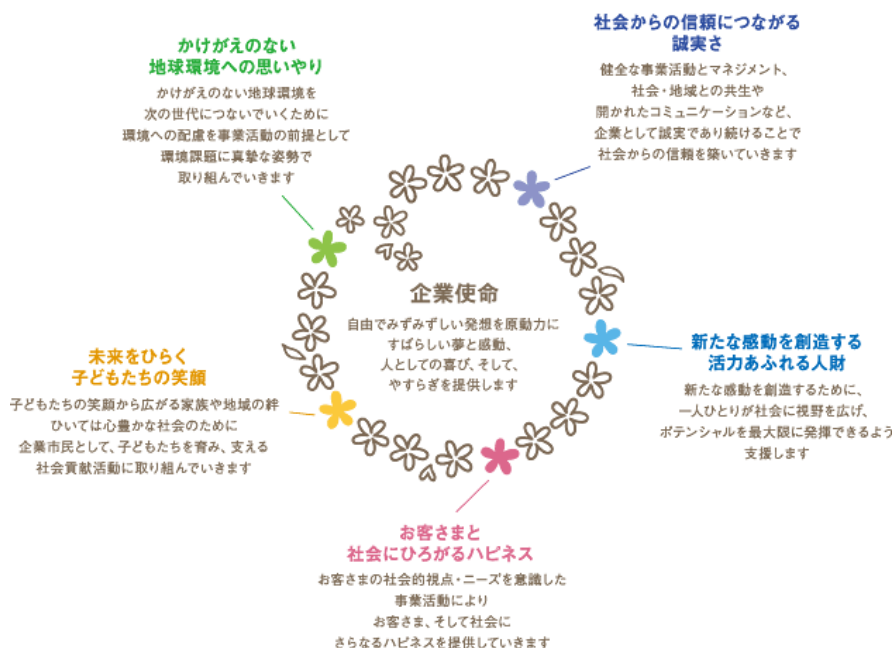 社会からの信頼につながる
誠実さ
健全な事業活動とマネジメント、
社会・地域との共生や
開かれたコミュニケーションなど、
企業として誠実であり続けることで
社会からの信頼を築いていきます
かけがえのない
地球環境への思いやり
かけがえのない地球環境を
次の世代につないでいくために
環境への配慮を事業活動の前提として
環境課題に真摯な姿勢で
取り組んでいきます
企業使命
自由でみずみずしい発想を原動力に
すばらしい夢と感動、
人としての喜び、そして、
やすらぎを提供します
新たな感動を創造する
活力あふれる人財
新たな感動を創造するために、
一人ひとりが社会に視野を広げ、
ポテンシャルを最大限に発揮できるよう
支援します
未来をひらく
子どもたちの笑顔
子どもたちの笑顔から広がる家族や地域の絆
ひいては心豊かな社会のために
企業市民として、子どもたちを育み、支える
社会貢献活動に取り組んでいきます
お客さまと
社会にひろがるハピネス
お客さまの社会的視点・ニーズを意識した
事業活動により
お客さま、そして社会に
さらなるハピネスを提供していきます